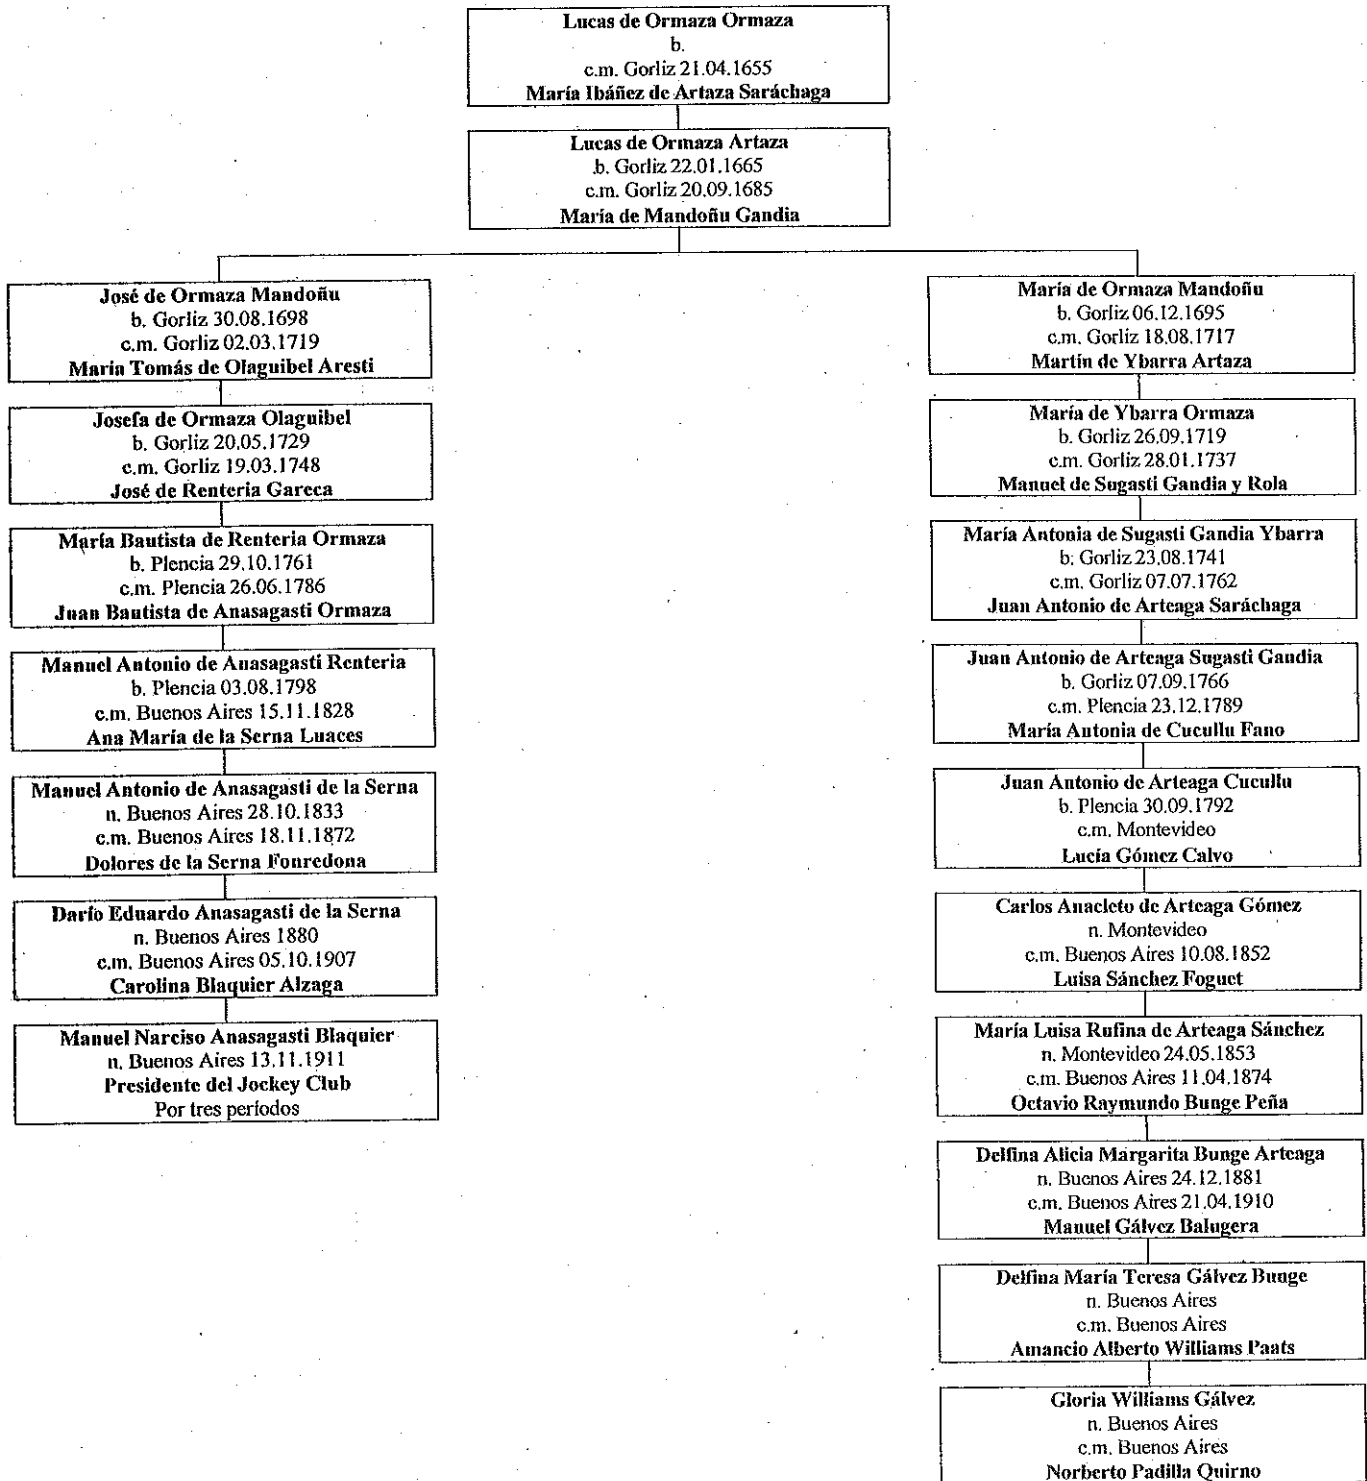 Lucas de Ormaza Ormaza
b.
c.m. Gorliz 21.04.1655
María Ibáñez de Artaza Saráchaga
Lucas de Ormaza Artaza
b. Gorliz 22.01.1665
c.m. Gorliz 20.09.1685
María de Mandoñu Gandia
José de Ormaza Mandoñu
b. Gorliz 30.08.1698
c.m. Gorliz 02.03.1719
María Tomás de Olaguibel Aresti
Josefa de Ormaza Olaguibel
b. Gorliz 20.05.1729
c.m. Gorliz 19.03.1748
José de Renteria Gareca
María Bautista de Renteria Ormaza
b. Plencia 29.10.1761
c.m. Plencia 26.06.1786
Juan Bautista de Anasagasti Ormaza
Manuel Antonio de Anasagasti Renteria
b. Plencia 03.08.1798
c.m. Buenos Aires 15.11.1828
Ana María de la Serna Luaces
Manuel Antonio de Anasagasti de la Serna
n. Buenos Aires 28.10.1833
c.m. Buenos Aires 18.11.1872
Dolores de la Serna Fouredona
Darío Eduardo Anasagasti de la Serna
n. Buenos Aires 1880
c.m. Buenos Aires 05.10.1907
Carolina Blaquier Alzaga
Manuel Narciso Anasagasti Blaquier
n. Buenos Aires 13.11.1911
Presidente del Jockey Club
Por tres períodos
María de Ormaza Mandoñu
b. Gorliz 06.12.1695
c.m. Gorliz 18.08.1717
Martín de Ybarra Artaza
María de Ybarra Ormaza
b. Gorliz 26.09.1719
c.m. Gorliz 28.01.1737
Manuel de Sugasti Gandia y Rola
María Antonia de Sugasti Gandia Ybarra
b. Gorliz 23.08.1741
c.m. Gorliz 07.07.1762
Juan Antonio de Arteaga Saráchaga
Juan Antonio de Arteaga Sugasti Gandia
b. Gorliz 07.09.1766
c.m. Plencia 23.12.1789
María Antonia de Cucullu Fano
Juan Antonio de Arteaga Cucullu
b. Plencia 30.09.1792
c.m. Montevideo
Lucía Gómez Calvo
Carlos Anacleto de Arteaga Gómez
n. Montevideo
c.m. Buenos Aires 10.08.1852
Luisa Sánchez Foguet
María Luisa Rufina de Arteaga Sánchez
n. Montevideo 24.05.1853
c.m. Buenos Aires 11.04.1874
Octavio Raymundo Bunge Peña
Delfina Alicia Margarita Bunge Arteaga
n. Buenos Aires 24.12.1881
c.m. Buenos Aires 21.04.1910
Manuel Gálvez Balugera
Delfina María Teresa Gálvez Bunge
n. Buenos Aires
c.m. Buenos Aires
Amancio Alberto Williams Paats
Gloria Williams Gálvez
n. Buenos Aires
c.m. Buenos Aires
Norberto Padilla Quirno